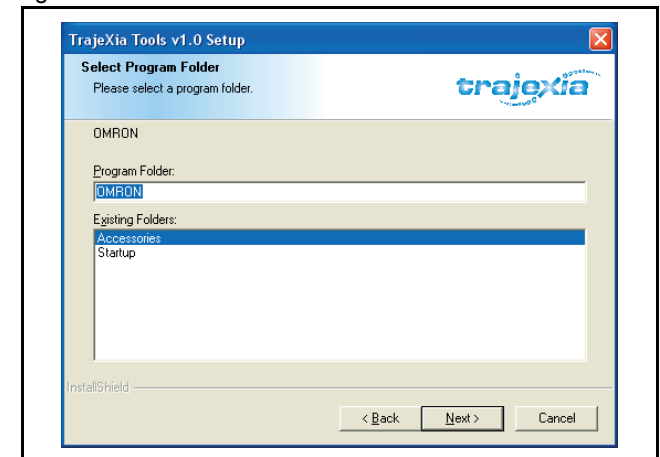 TrajeXia Tools v1.0 Setup
Select Program Folder
Please select a program folder.
trajexia
OMRON
Program Folder:
OMRON
Existing Folders:
Accessories
Startup
InstallShield
< Back Next > Cancel